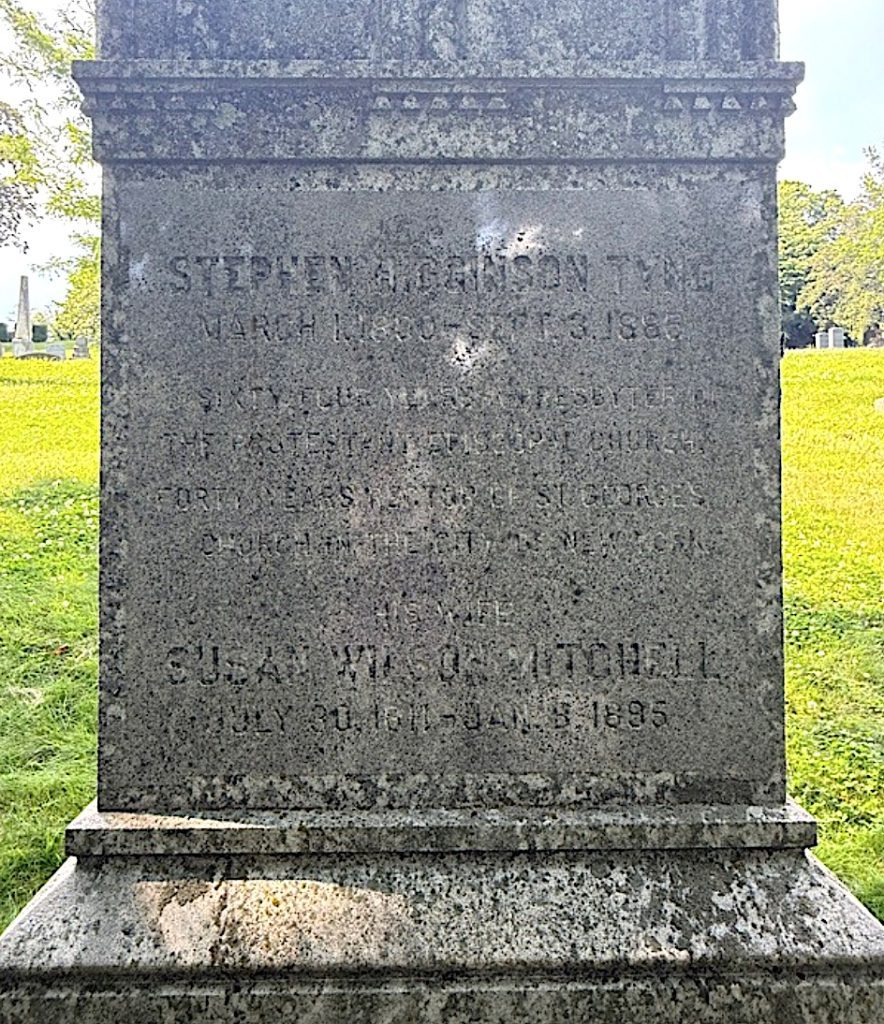 STEPHEN HIGGINSON TYNG
MARCH 1, 1800 – SEPT. 3, 1885
SIXTY FOUR YEARS A PRESBYTER
THE PROTESTANT EPISCOPAL CHURCH.
FORTY YEARS RECTOR OF ST. GEORGES
CHURCH IN THE CITY OF NEW YORK.
HIS WIFE
SUSAN WILSON MITCHELL
JULY 30, 1811 – JAN. 8, 1895